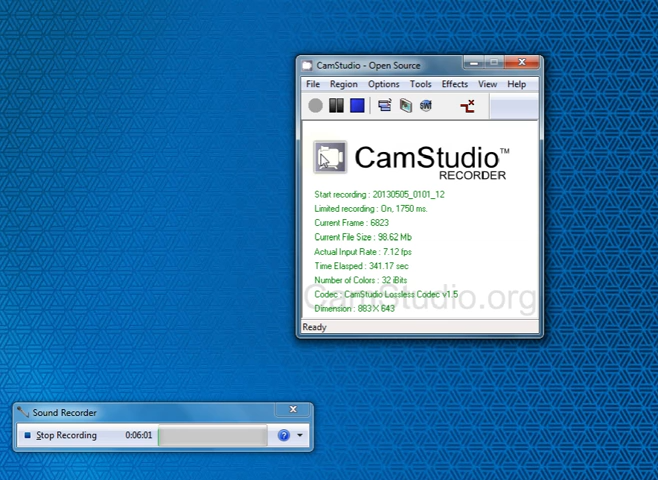 CamStudio - Open Source
File Region Options Tools Effects View Help
CamStudio™
RECORDER
Start recording : 20130505_0101_12
Limited recording : On, 1750 ms.
Current Frame : 6823
Current File Size : 98.62 Mb
Actual Input Rate : 7.12 fps
Time Elasped : 341.17 sec
Number of Colors : 32 iBits
Codec : CamStudio Lossless Codec v1.5
CamStudio.org
Dimension : 883 X 643
Ready
Sound Recorder
Stop Recording 0:06:01